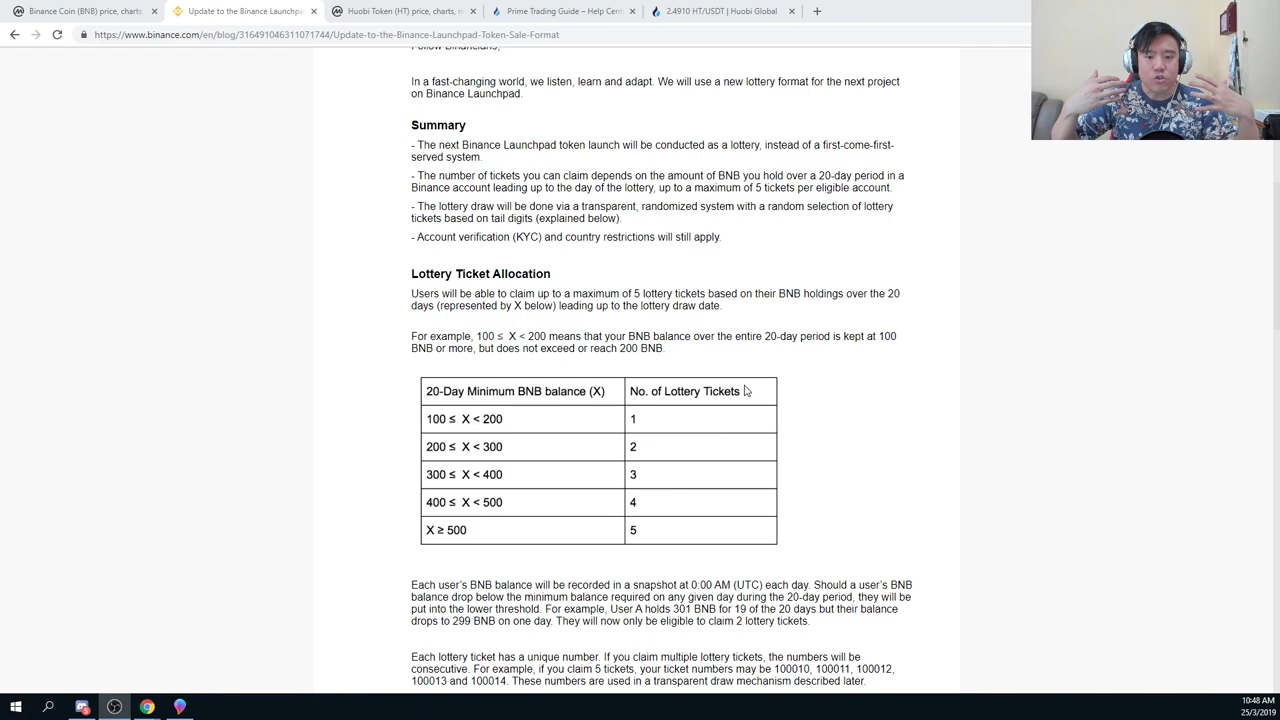 Binance Coin (BNB) price, charts,
Update to the Binance Launchpa
Huobi Token (HT) price, charts, m
Prime Trading Guide – Help Cent
2.4910 HT/USDT | Huobi Global
https://www.binance.com/en/blog/316491046311071744/Update-to-the-Binance-Launchpad-Token-Sale-Format
Fellow Binancians,
In a fast-changing world, we listen, learn and adapt. We will use a new lottery format for the next project
on Binance Launchpad.
Summary
- The next Binance Launchpad token launch will be conducted as a lottery, instead of a first-come-first-
served system.
- The number of tickets you can claim depends on the amount of BNB you hold over a 20-day period in a
Binance account leading up to the day of the lottery, up to a maximum of 5 tickets per eligible account.
- The lottery draw will be done via a transparent, randomized system with a random selection of lottery
tickets based on tail digits (explained below).
- Account verification (KYC) and country restrictions will still apply.
Lottery Ticket Allocation
Users will be able to claim up to a maximum of 5 lottery tickets based on their BNB holdings over the 20
days (represented by X below) leading up to the lottery draw date.
For example, 100 ≤ X < 200 means that your BNB balance over the entire 20-day period is kept at 100
BNB or more, but does not exceed or reach 200 BNB.
20-Day Minimum BNB balance (X) No. of Lottery Tickets
100 ≤ X < 200 1
200 ≤ X < 300 2
300 ≤ X < 400 3
400 ≤ X < 500 4
X ≥ 500 5
Each user's BNB balance will be recorded in a snapshot at 0:00 AM (UTC) each day. Should a user's BNB
balance drop below the minimum balance required on any given day during the 20-day period, they will be
put into the lower threshold. For example, User A holds 301 BNB for 19 of the 20 days but their balance
drops to 299 BNB on one day. They will now only be eligible to claim 2 lottery tickets.
Each lottery ticket has a unique number. If you claim multiple lottery tickets, the numbers will be
consecutive. For example, if you claim 5 tickets, your ticket numbers may be 100010, 100011, 100012,
100013 and 100014. These numbers are used in a transparent draw mechanism described later.
10:48 AM
25/3/2019